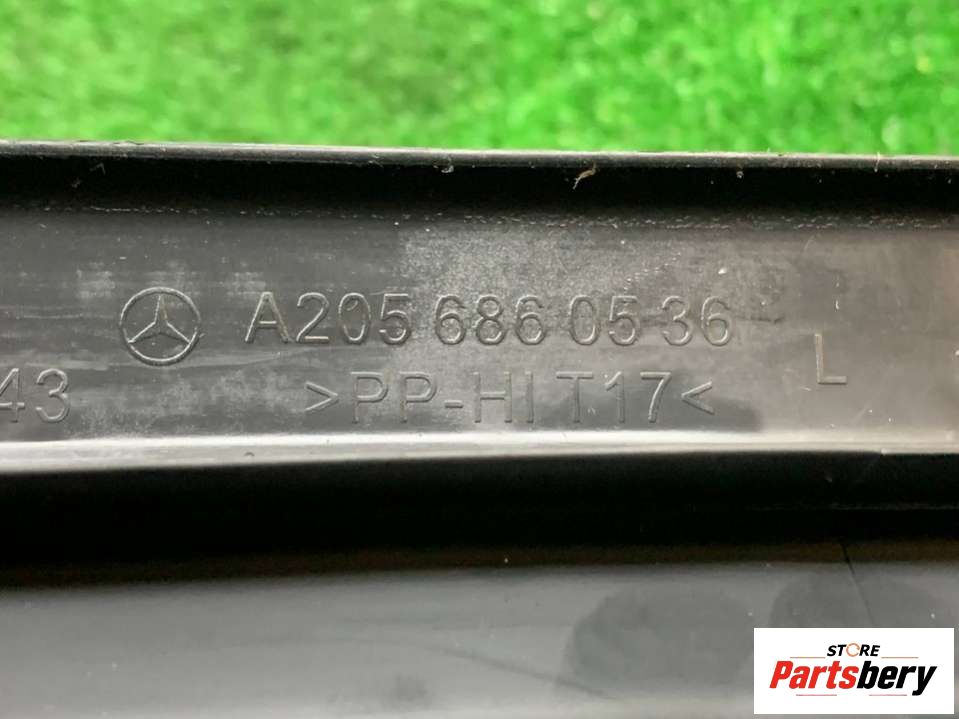 A205 686 05 36
L
43
>PP-HI T17<
STORE
Partsbery